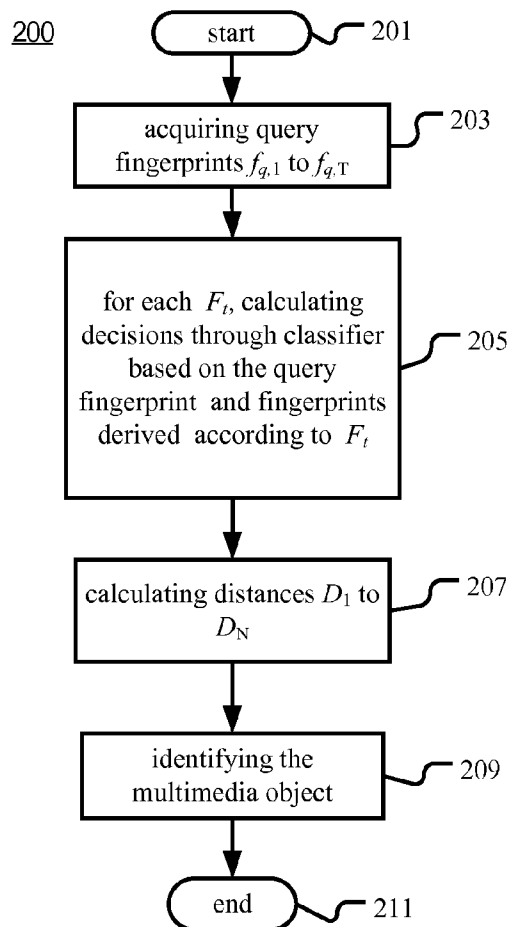 200
start
201
acquiring query
fingerprints f_{q,1} to f_{q,T}
203
for each F_t, calculating
decisions through classifier
based on the query
fingerprint and fingerprints
derived according to F_t
205
calculating distances D_1 to
D_N
207
identifying the
multimedia object
209
end
211